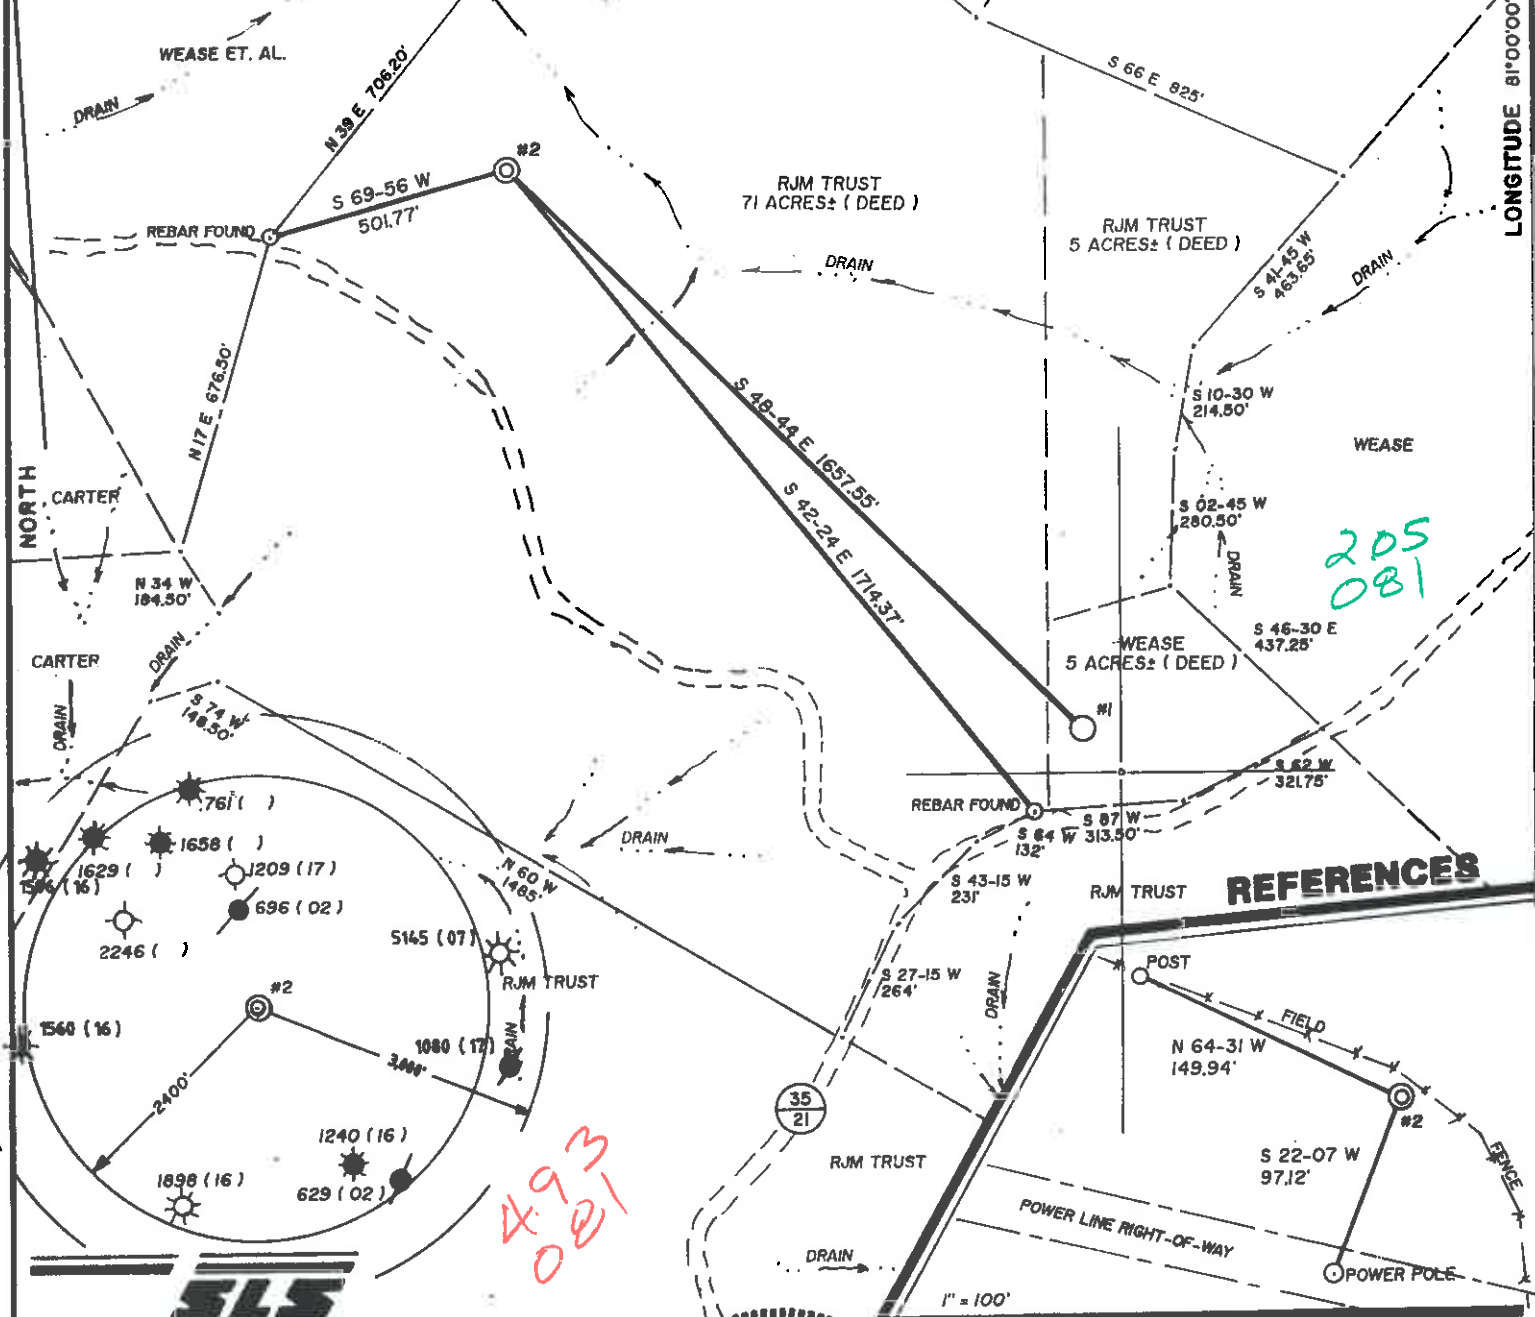 WEASE ET. AL.
DRAIN
N 39 E 706.20'
S 66 E 825'
LONGITUDE 81°00'00"
#2
S 69-56 W
501.77'
REBAR FOUND
RJM TRUST
71 ACRES± ( DEED )
RJM TRUST
5 ACRES± ( DEED )
DRAIN
S 41-45 W
463.65'
DRAIN
N 17 E 676.50'
S 48-44 E 1657.55'
S 10-30 W
214.50'
WEASE
NORTH
CARTER
S 42-24 E 1714.37'
S 02-45 W
280.50'
205
081
DRAIN
N 34 W
184.50'
S 46-30 E
437.25'
WEASE
5 ACRES± ( DEED )
CARTER
DRAIN
S 74 W
148.50'
DRAIN
#1
S 62 W
321.75'
REBAR FOUND
S 87 W
313.50'
S 64 W
132'
DRAIN
761 ( )
1658 ( )
1629 ( )
1209 (17)
(16)
696 (02)
2246 ( )
N 60 W
1485'
S 43-15 W
231'
RJM TRUST
REFERENCES
5145 (07)
RJM TRUST
S 27-15 W
264'
DRAIN
POST
FIELD
#2
1560 (16)
1080 (17)
DRAIN
3,000'
2400'
N 64-31 W
149.94'
#2
35
21
1240 (16)
1898 (16)
629 (02)
493
081
RJM TRUST
S 22-07 W
97.12'
FENCE
POWER LINE RIGHT-OF-WAY
DRAIN
POWER POLE
1" = 100'
SLS